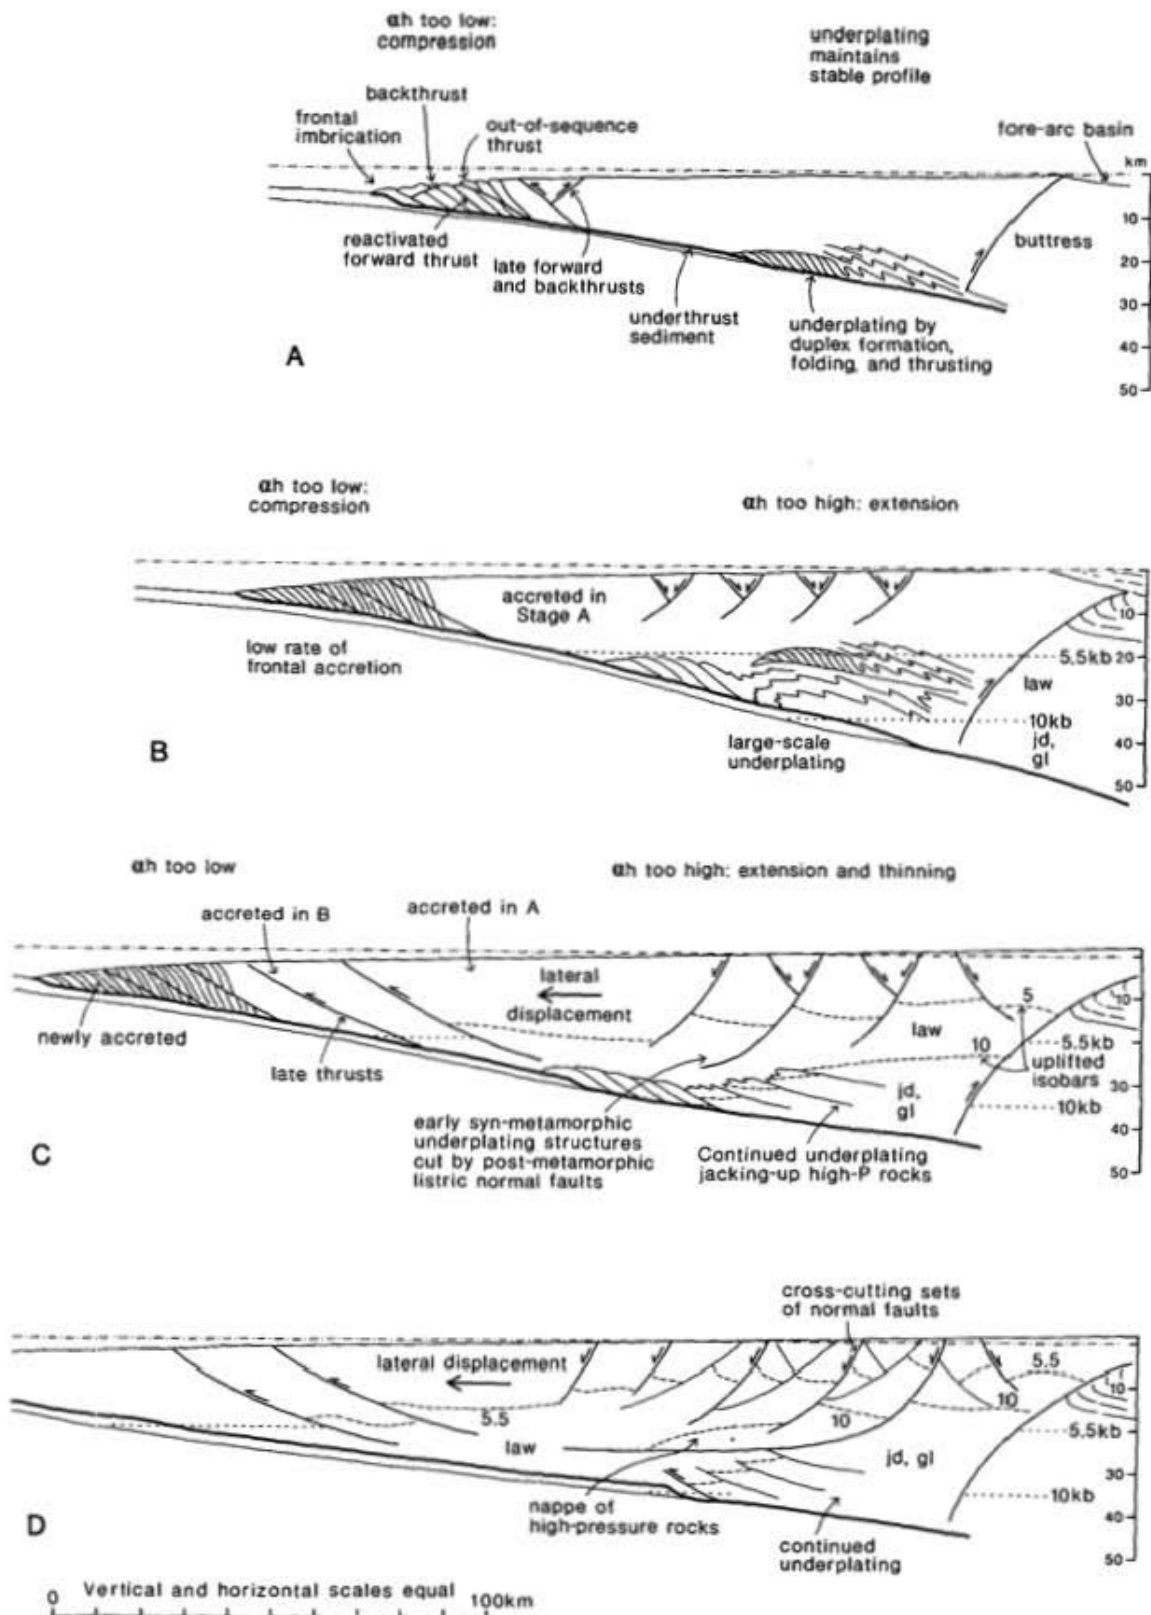 αh too low:
compression
underplating
maintains
stable profile
backthrust
frontal
imbrication
out-of-sequence
thrust
fore-arc basin
km
reactivated
forward thrust
late forward
and backthrusts
buttress
10
20
30
40
50
underthrust
sediment
underplating by
duplex formation,
folding, and thrusting
A
αh too low:
compression
αh too high: extension
accreted in
Stage A
low rate of
frontal accretion
10
5.5kb
20
law
30
10kb
jd,
gl
40
50
large-scale
underplating
B
αh too low
αh too high: extension and thinning
accreted in B
accreted in A
lateral
displacement
newly accreted
late thrusts
law
5
10
10
5.5kb
uplifted
isobars
jd,
gl
30
10kb
40
50
early syn-metamorphic
underplating structures
cut by post-metamorphic
listric normal faults
Continued underplating
jacking-up high-P rocks
C
cross-cutting sets
of normal faults
lateral displacement
5.5
5.5
10
10
10
law
5.5kb
jd, gl
30
10kb
40
50
nappe of
high-pressure rocks
continued
underplating
D
0 Vertical and horizontal scales equal 100km